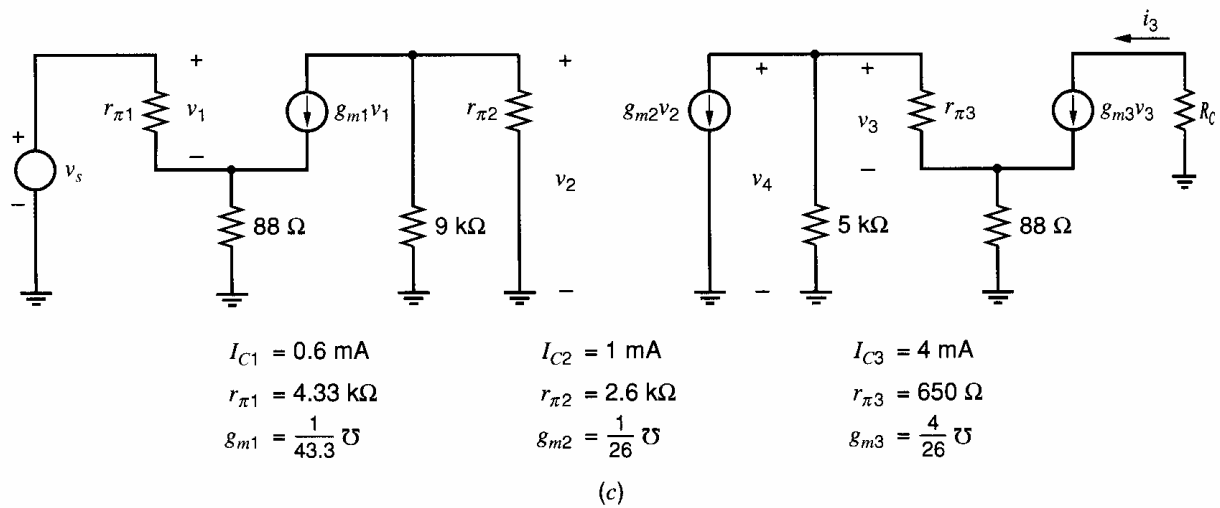 i3
+
+
+
+
rπ1
v1
gm1v1
rπ2
gm2v2
v3
rπ3
gm3v3
RC
+
−
−
vs
v2
v4
−
88 Ω
9 kΩ
5 kΩ
88 Ω
−
−
IC1 = 0.6 mA
IC2 = 1 mA
IC3 = 4 mA
rπ1 = 4.33 kΩ
rπ2 = 2.6 kΩ
rπ3 = 650 Ω
gm1 = 1/43.3 ℧
gm2 = 1/26 ℧
gm3 = 4/26 ℧
(c)